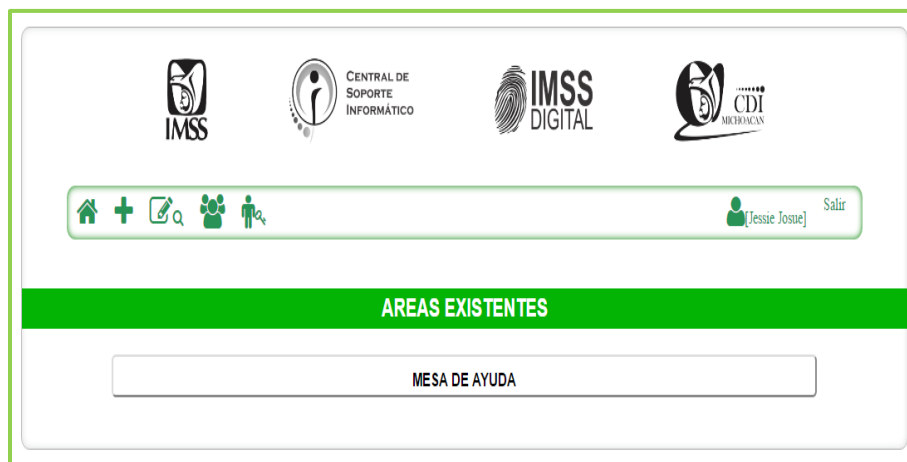 IMSS
CENTRAL DE
SOPORTE
INFORMÁTICO
IMSS
DIGITAL
CDI
MICHOACAN
[Jessie Josue]
Salir
AREAS EXISTENTES
MESA DE AYUDA